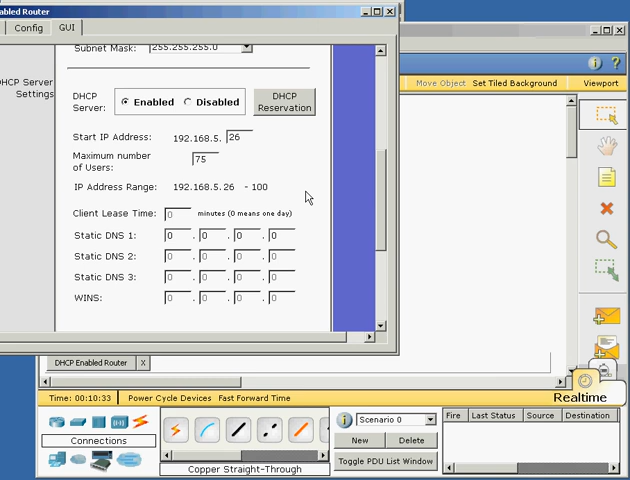 abled Router
Config GUI
Subnet Mask: 255.255.255.0
DHCP Server
Settings
DHCP
Server:
Enabled Disabled
DHCP
Reservation
Start IP Address: 192.168.5. 26
Maximum number
of Users: 75
IP Address Range: 192.168.5.26 - 100
Client Lease Time: 0 minutes (0 means one day)
Static DNS 1: 0 . 0 . 0 . 0
Static DNS 2: 0 . 0 . 0 . 0
Static DNS 3: 0 . 0 . 0 . 0
WINS: 0 . 0 . 0 . 0
Move Object Set Tiled Background Viewport
DHCP Enabled Router X
Time: 00:10:33 Power Cycle Devices Fast Forward Time
Realtime
Connections
Copper Straight-Through
Scenario 0
New Delete
Toggle PDU List Window
Fire Last Status Source Destination